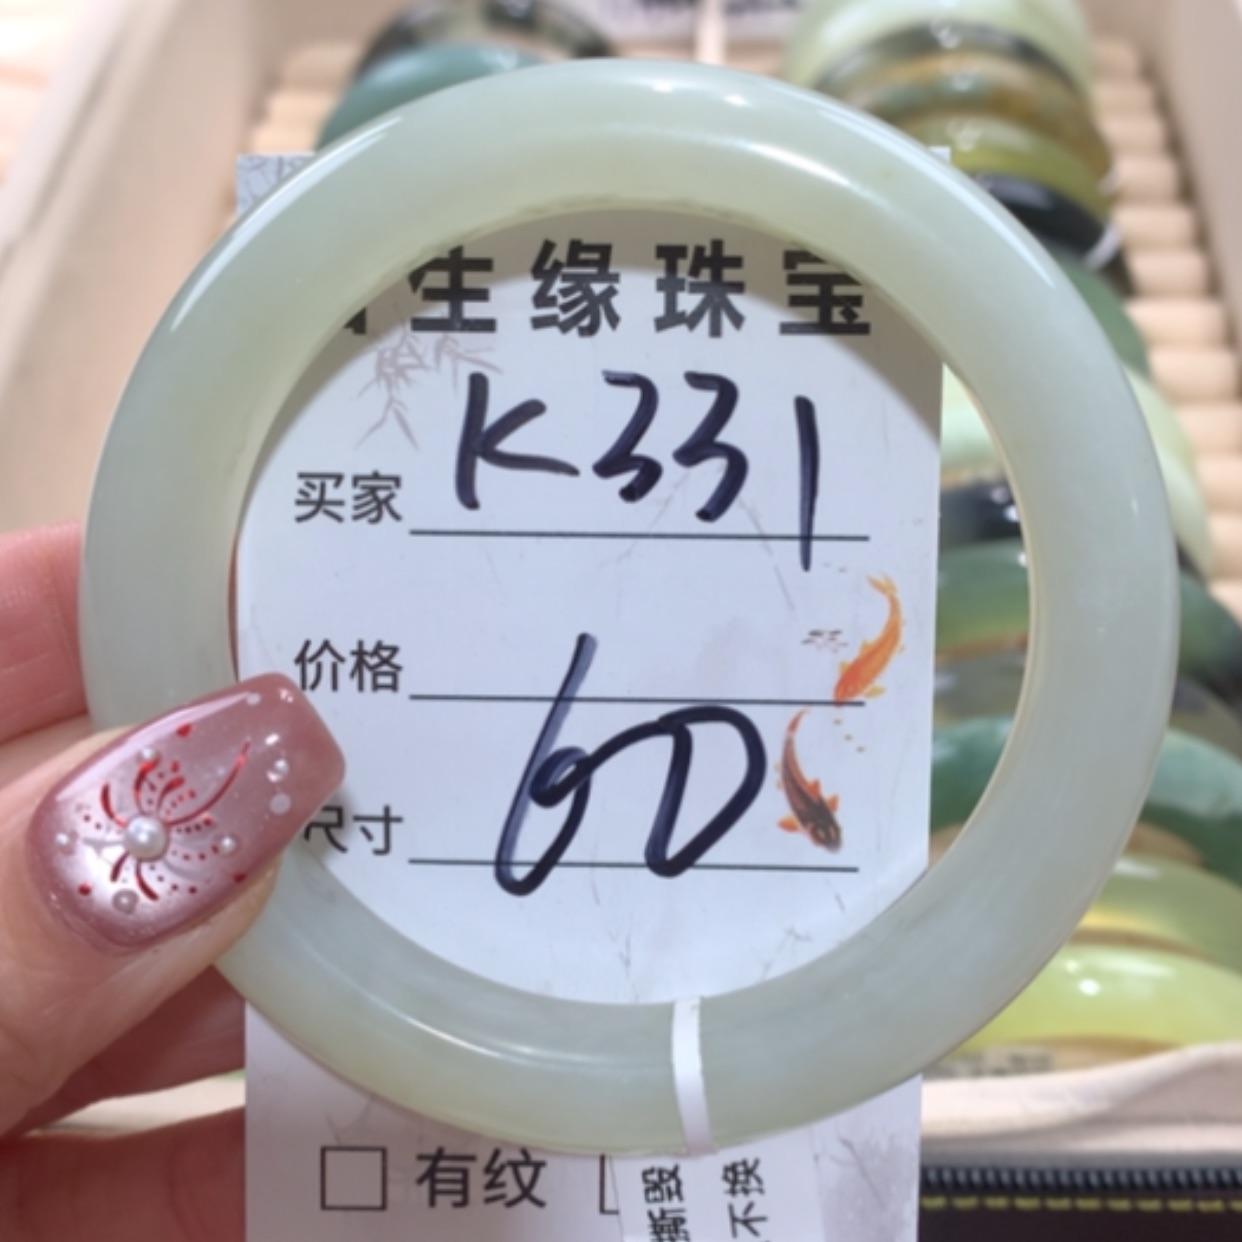 生缘珠宝
买家 K331
价格
尺寸 60
有纹
撕毁
不换